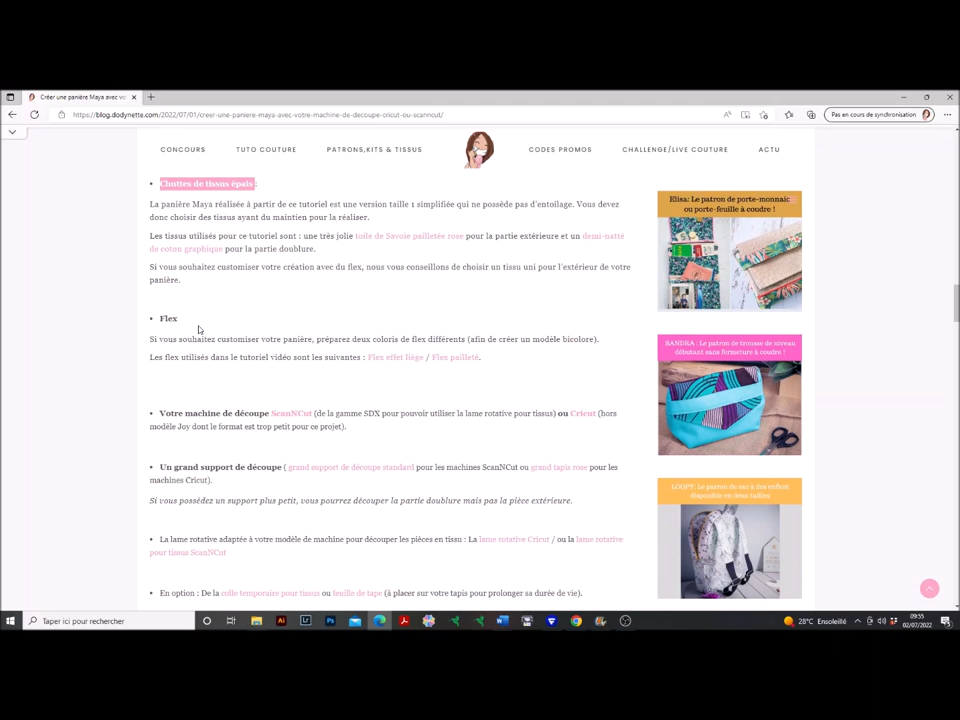 Créer une panière Maya avec vo
https://blog.dodynette.com/2022/07/01/creer-une-paniere-maya-avec-votre-machine-de-decoupe-cricut-ou-scanncut/
Pas en cours de synchronisation
CONCOURS
TUTO COUTURE
PATRONS,KITS & TISSUS
CODES PROMOS
CHALLENGE/LIVE COUTURE
ACTU
• Chuttes de tissus épais :
La panière Maya réalisée à partir de ce tutoriel est une version taille 1 simplifiée qui ne possède pas d'entoilage. Vous devez
donc choisir des tissus ayant du maintien pour la réaliser.
Les tissus utilisés pour ce tutoriel sont : une très jolie toile de Savoie pailletée rose pour la partie extérieure et un demi-natté
de coton graphique pour la partie doublure.
Si vous souhaitez customiser votre création avec du flex, nous vous conseillons de choisir un tissu uni pour l'extérieur de votre
panière.
• Flex
Si vous souhaitez customiser votre panière, préparez deux coloris de flex différents (afin de créer un modèle bicolore).
Les flex utilisés dans le tutoriel vidéo sont les suivantes : Flex effet liège / Flex pailleté.
• Votre machine de découpe ScanNCut (de la gamme SDX pour pouvoir utiliser la lame rotative pour tissus) ou Cricut (hors
modèle Joy dont le format est trop petit pour ce projet).
• Un grand support de découpe ( grand support de découpe standard pour les machines ScanNCut ou grand tapis rose pour les
machines Cricut).
Si vous possédez un support plus petit, vous pourrez découper la partie doublure mais pas la pièce extérieure.
• La lame rotative adaptée à votre modèle de machine pour découper les pièces en tissu : La lame rotative Cricut / ou la lame rotative
pour tissus ScanNCut
• En option : De la colle temporaire pour tissus ou feuille de tape (à placer sur votre tapis pour prolonger sa durée de vie).
Elisa: Le patron de porte-monnaie
ou porte-feuille à coudre !
SANDRA : Le patron de trousse de niveau
débutant sans fermeture à coudre !
LOUPY: Le patron du sac à dos enfant
disponible en deux tailles
Taper ici pour rechercher
28°C Ensoleillé
09:55
02/07/2022